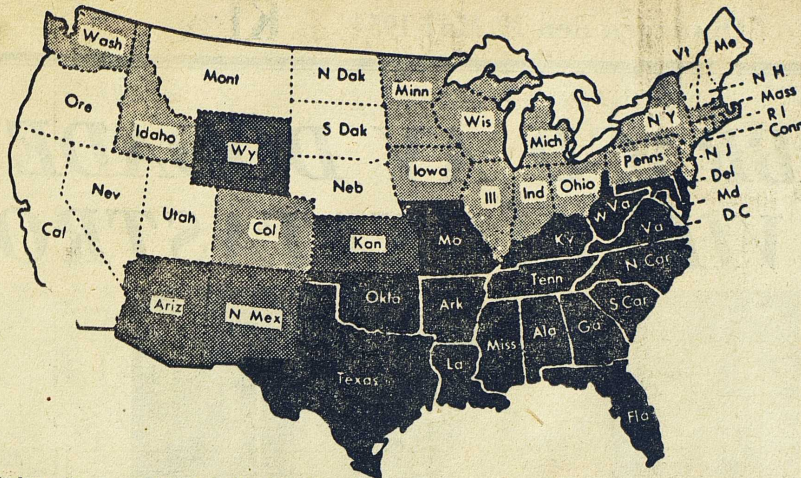 Wash
Mont
N Dak
Minn
Vt
Me
Ore
Idaho
Wy
S Dak
Wis
Mich
N Y
N H
Mass
R I
Conn
Nev
Utah
Neb
Iowa
Ill
Ind
Ohio
Penns
N J
Del
Md
D C
Cal
Col
Kan
Mo
Ky
W Va
Va
Ariz
N Mex
Okla
Ark
Tenn
N Car
S Car
Texas
La
Miss
Ala
Ga
Fla